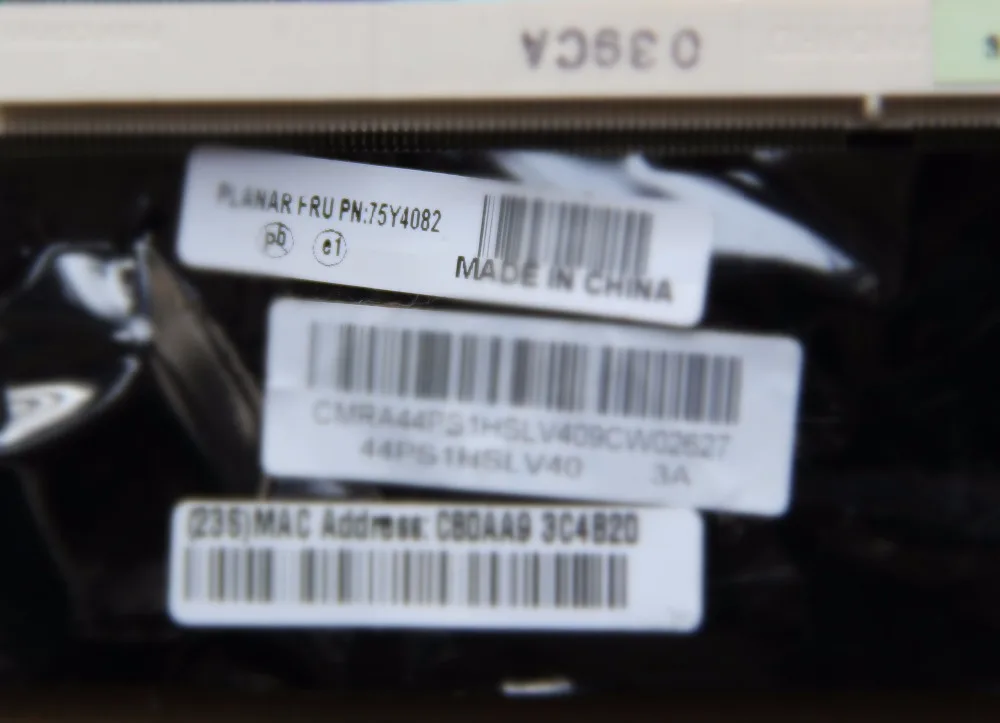 039CA
PLANAR FRU PN:75Y4082
pb e1
MADE IN CHINA
CMRA44PS1HSLV409CW02627
44PS1HSLV40 3A
(23S)MAC Address: C80AA9 3C4B20